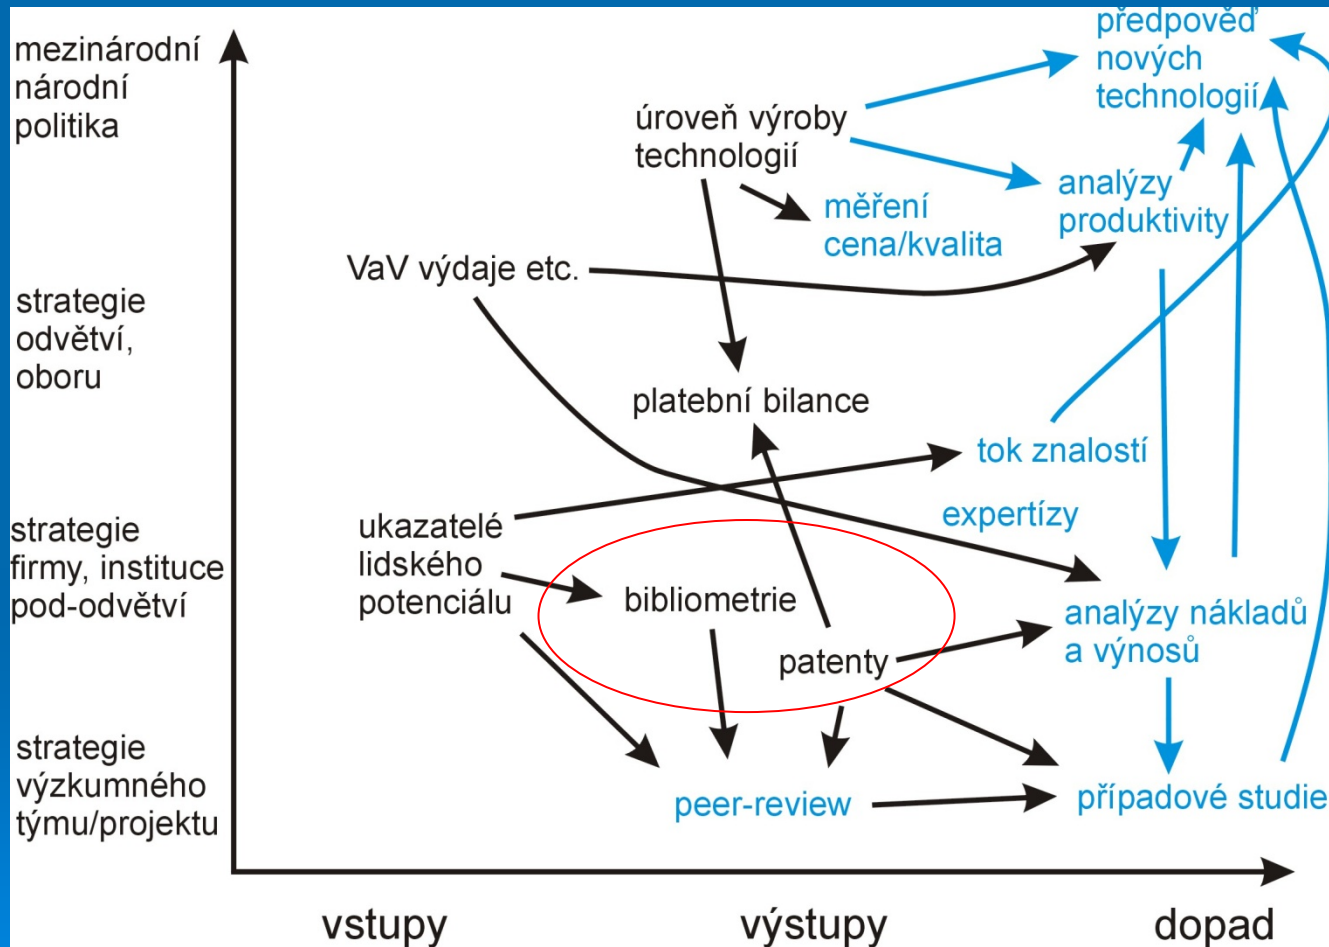 mezinárodní
národní
politika
strategie
odvětví,
oboru
strategie
firmy, instituce
pod-odvětví
strategie
výzkumného
týmu/projektu
předpověď
nových
technologií
úroveň výroby
technologií
analýzy
produktivity
měření
cena/kvalita
VaV výdaje etc.
platební bilance
tok znalostí
expertízy
ukazatelé
lidského
potenciálu
bibliometrie
patenty
analýzy nákladů
a výnosů
peer-review
případové studie
vstupy
výstupy
dopad